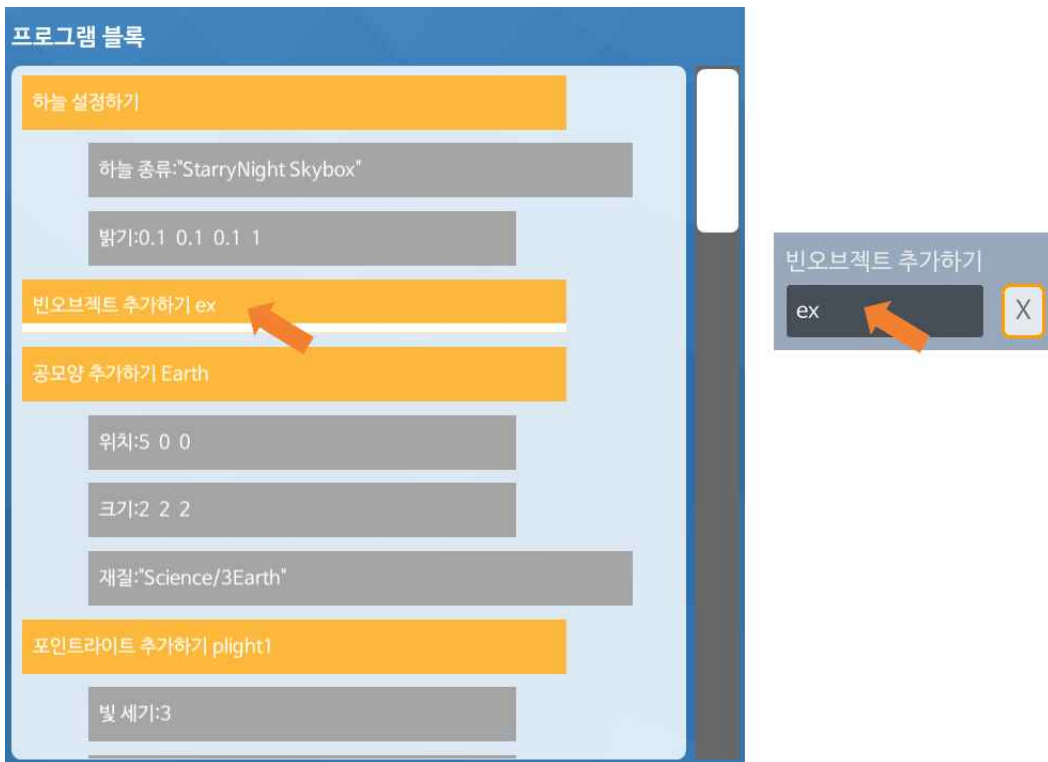 프로그램 블록
하늘 설정하기
하늘 종류:"StarryNight Skybox"
밝기:0.1 0.1 0.1 1
빈오브젝트 추가하기 ex
공모양 추가하기 Earth
위치:5 0 0
크기:2 2 2
재질:"Science/3Earth"
포인트라이트 추가하기 plight1
빛 세기:3
빈오브젝트 추가하기
ex
X